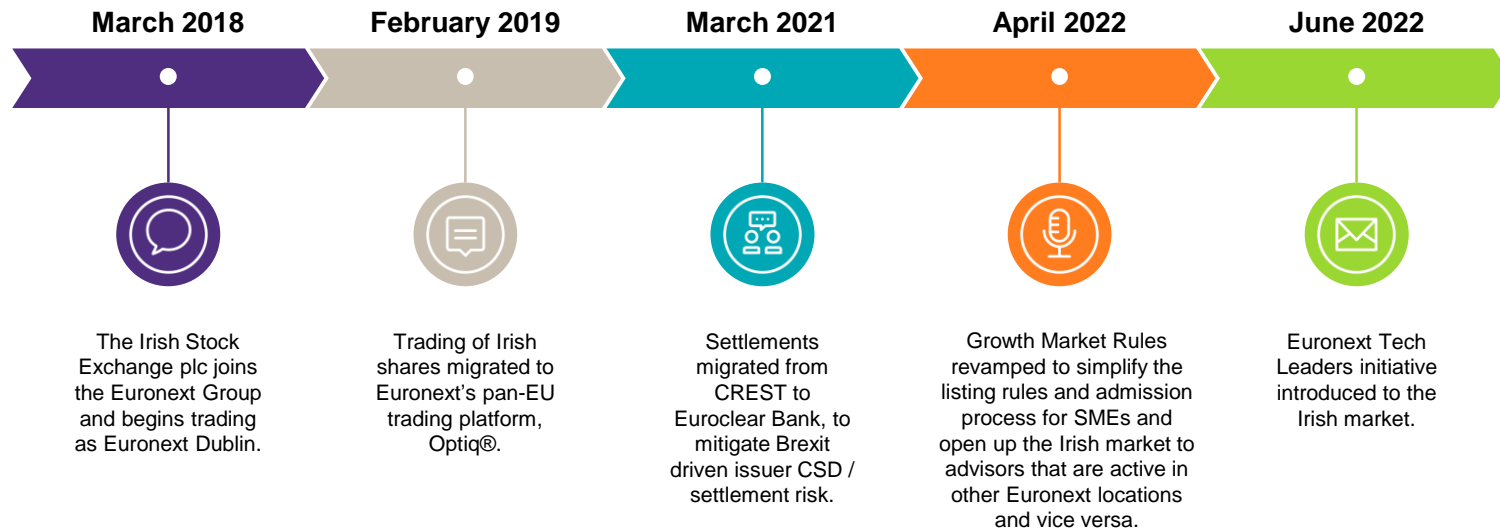 March 2018
February 2019
March 2021
April 2022
June 2022
The Irish Stock
Exchange plc joins
the Euronext Group
and begins trading
as Euronext Dublin.
Trading of Irish
shares migrated to
Euronext’s pan-EU
trading platform,
Optiq®.
Settlements
migrated from
CREST to
Euroclear Bank, to
mitigate Brexit
driven issuer CSD /
settlement risk.
Growth Market Rules
revamped to simplify the
listing rules and admission
process for SMEs and
open up the Irish market to
advisors that are active in
other Euronext locations
and vice versa.
Euronext Tech
Leaders initiative
introduced to the
Irish market.